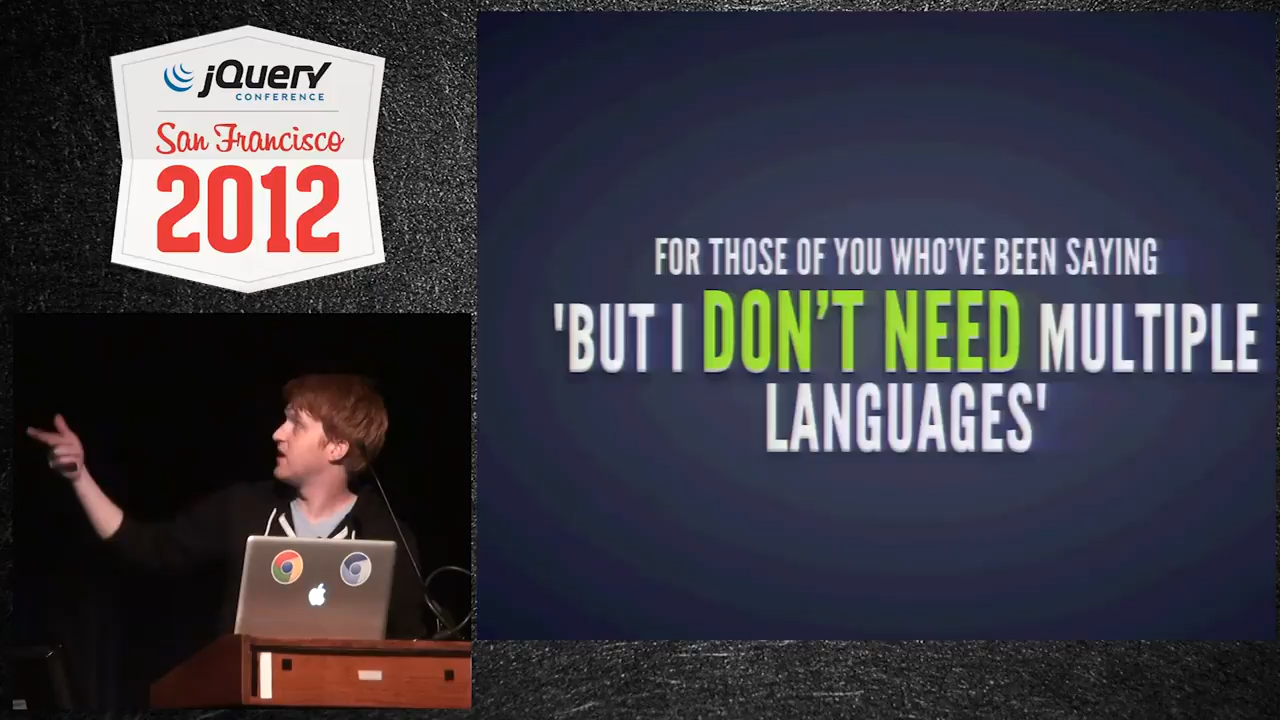 jQuery
CONFERENCE
San Francisco
2012
FOR THOSE OF YOU WHO'VE BEEN SAYING
'BUT I DON'T NEED MULTIPLE
LANGUAGES'